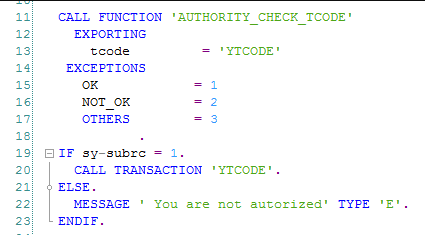 11 CALL FUNCTION 'AUTHORITY_CHECK_TCODE'
12 EXPORTING
13 tcode = 'YTCODE'
14 EXCEPTIONS
15 OK = 1
16 NOT_OK = 2
17 OTHERS = 3
18 .
19 IF sy-subrc = 1.
20 CALL TRANSACTION 'YTCODE'.
21 ELSE.
22 MESSAGE ' You are not autorized' TYPE 'E'.
23 ENDIF.